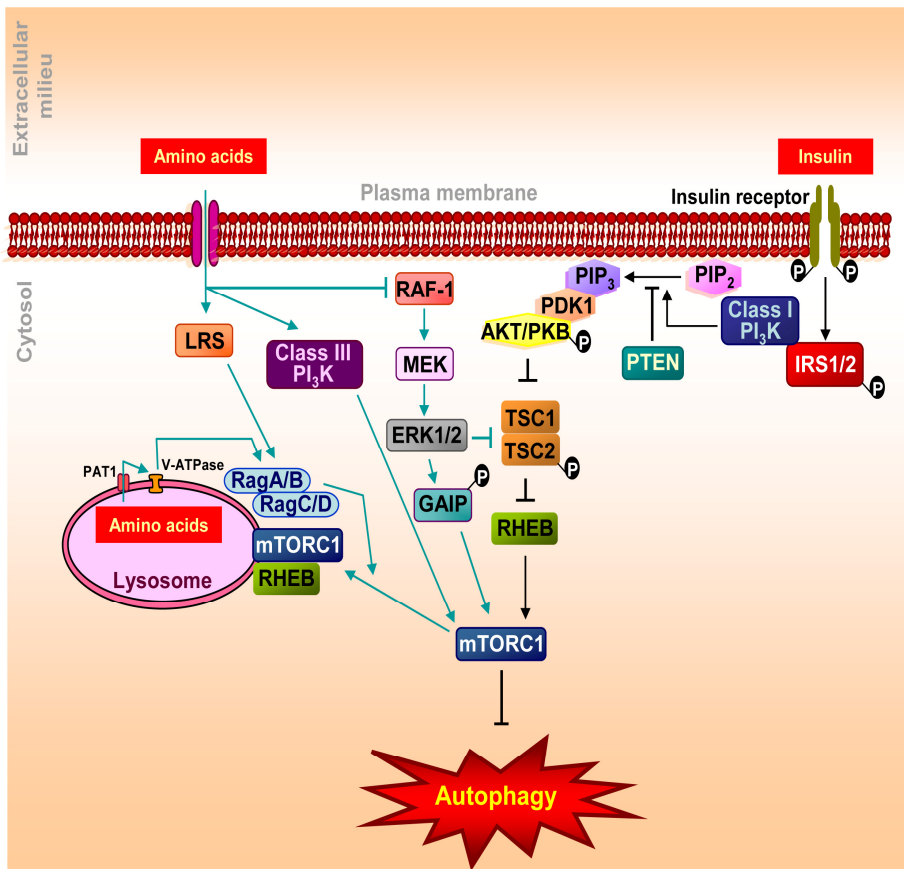 Extracellular
milieu
Amino acids
Insulin
Plasma membrane
Insulin receptor
P
P
Cytosol
RAF-1
PIP3
PIP2
PDK1
Class I
PI3K
AKT/PKB
P
LRS
Class III
PI3K
MEK
PTEN
IRS1/2
P
TSC1
ERK1/2
TSC2
P
PAT1
V-ATPase
RagA/B
RagC/D
P
GAIP
Amino acids
RHEB
mTORC1
Lysosome
RHEB
mTORC1
Autophagy